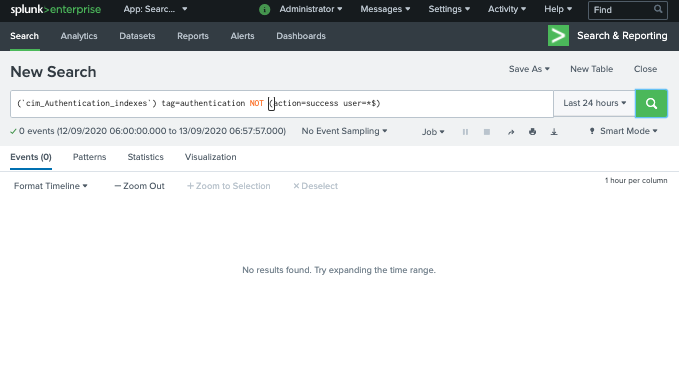 splunk>enterprise App: Searc... ▾ i Administrator ▾ Messages ▾ Settings ▾ Activity ▾ Help ▾ Find
Search Analytics Datasets Reports Alerts Dashboards > Search & Reporting
New Search
Save As ▾ New Table Close
(`cim_Authentication_indexes`) tag=authentication NOT (action=success user=*$)
Last 24 hours ▾
✓ 0 events (12/09/2020 06:00:00.000 to 13/09/2020 06:57:57.000) No Event Sampling ▾ Job ▾ Smart Mode ▾
Events (0) Patterns Statistics Visualization
Format Timeline ▾ — Zoom Out + Zoom to Selection × Deselect
1 hour per column
No results found. Try expanding the time range.